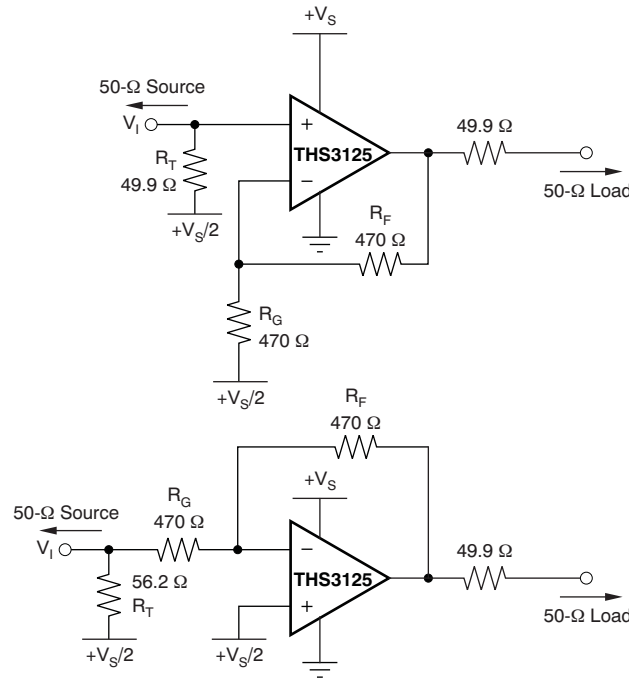 +V_S
50-Ω Source
V_I
+
THS3125
49.9 Ω
R_T
49.9 Ω
−
50-Ω Load
R_F
470 Ω
+V_S/2
R_G
470 Ω
+V_S/2
R_F
470 Ω
+V_S
R_G
470 Ω
50-Ω Source
V_I
−
THS3125
49.9 Ω
56.2 Ω
R_T
+
50-Ω Load
+V_S/2
+V_S/2